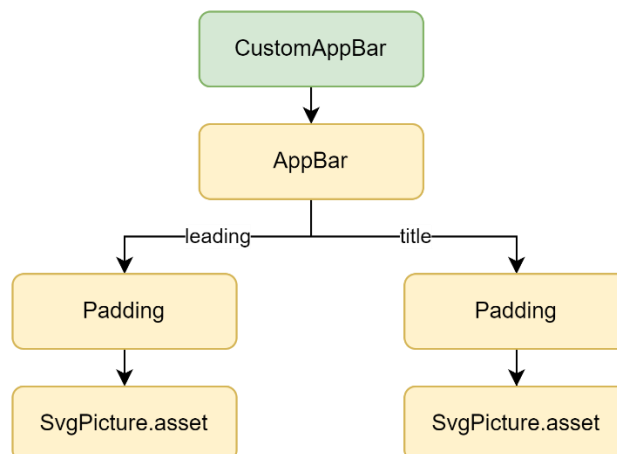 CustomAppBar
AppBar
leading
title
Padding
Padding
SvgPicture.asset
SvgPicture.asset